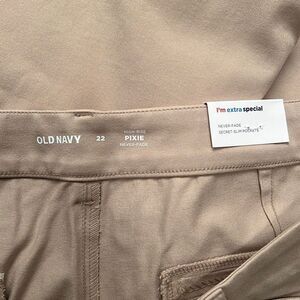 OLD NAVY
22
HIGH-RISE
PIXIE
NEVER-FADE
I'm extra special
NEVER-FADE
SECRET-SLIM POCKETS